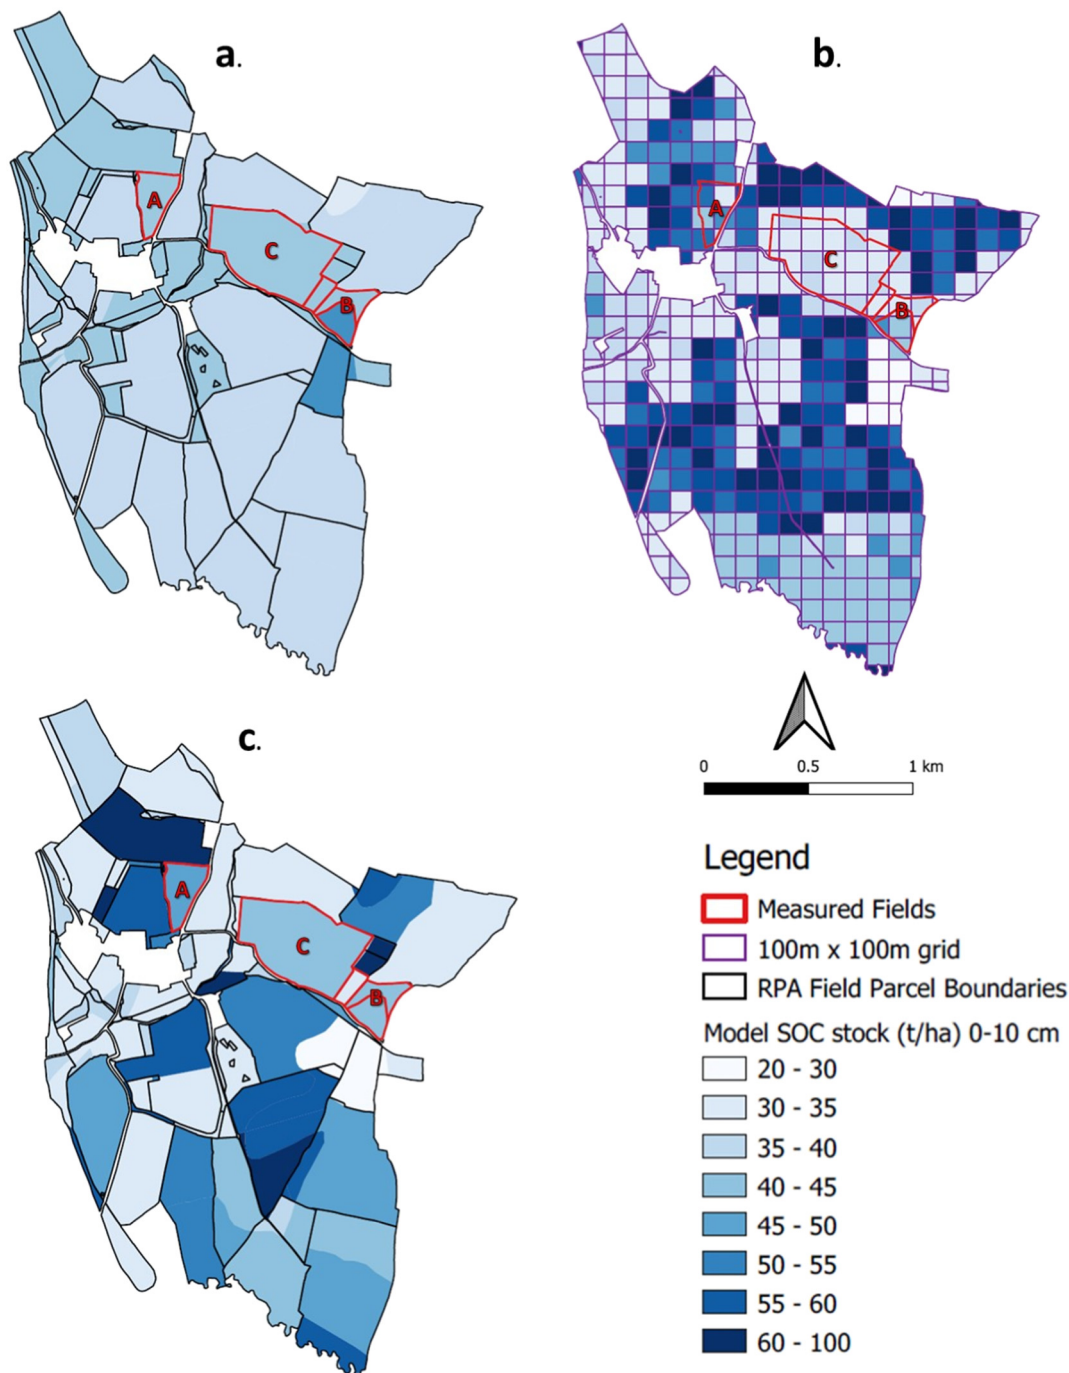 a.
b.
A
C
B
A
C
B
c.
A
C
B
0 0.5 1 km
Legend
Measured Fields
100m x 100m grid
RPA Field Parcel Boundaries
Model SOC stock (t/ha) 0-10 cm
20 - 30
30 - 35
35 - 40
40 - 45
45 - 50
50 - 55
55 - 60
60 - 100